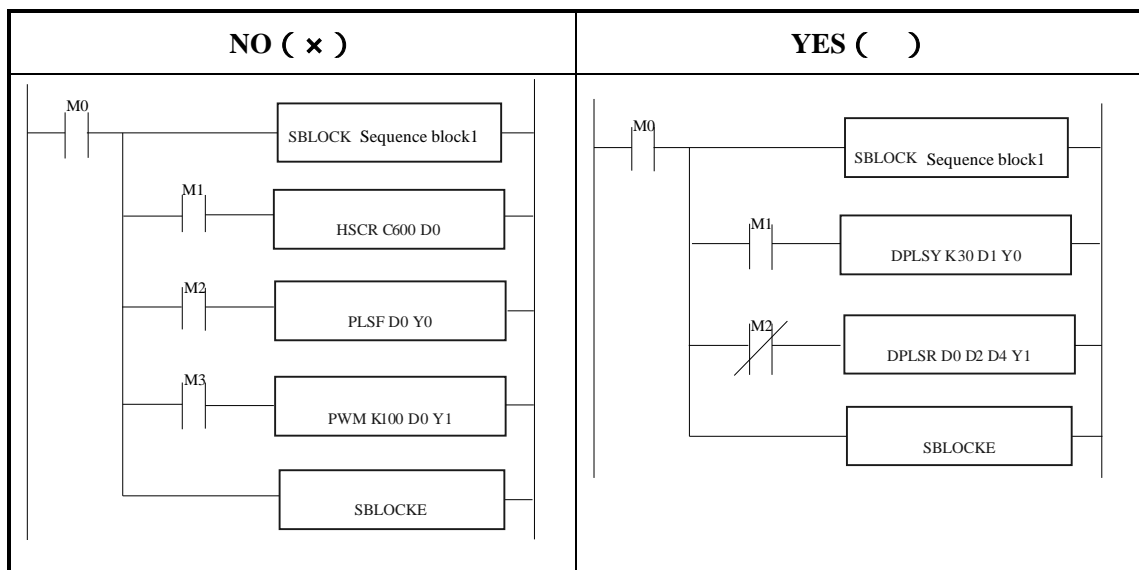 NO ( × )
YES ( )
M0
SBLOCK Sequence block1
M1
HSCR C600 D0
M2
PLSF D0 Y0
M3
PWM K100 D0 Y1
SBLOCKE
M0
SBLOCK Sequence block1
M1
DPLSY K30 D1 Y0
M2
DPLSR D0 D2 D4 Y1
SBLOCKE